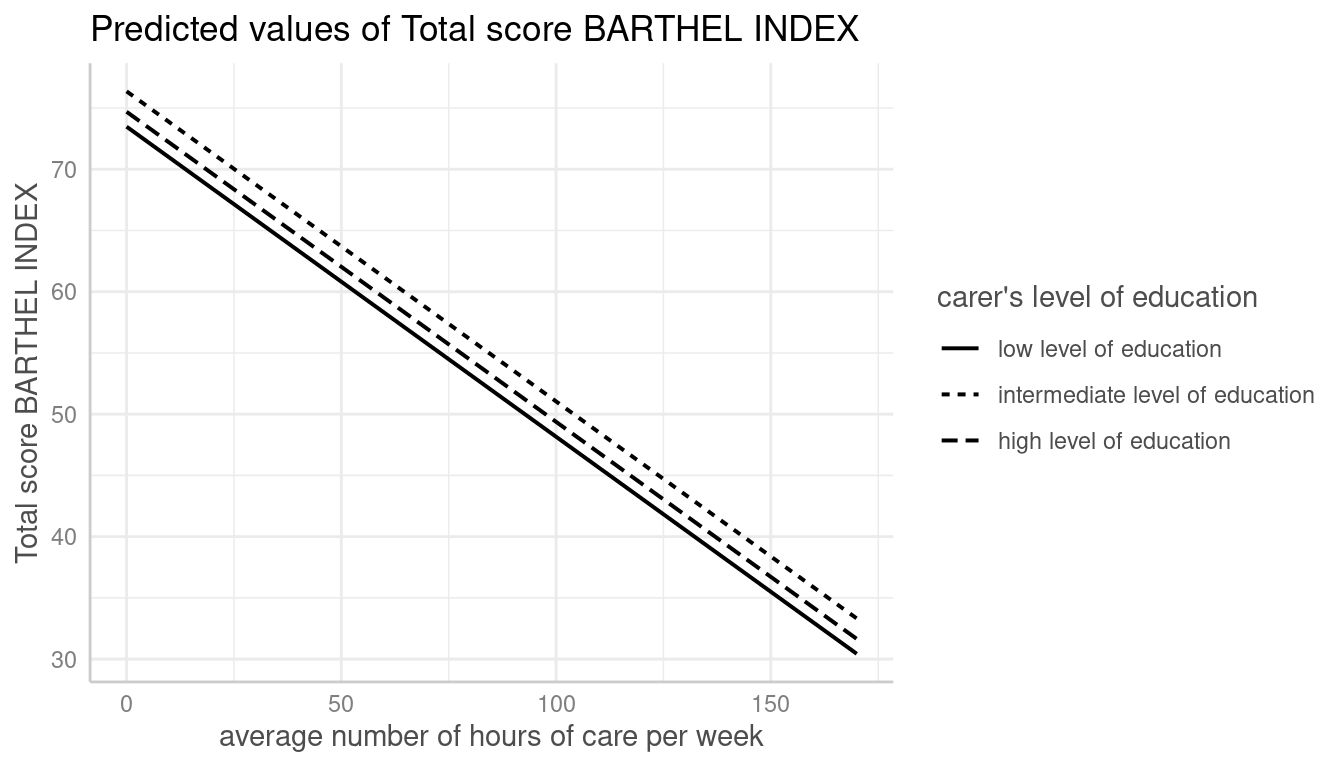 Predicted values of Total score BARTHEL INDEX
Total score BARTHEL INDEX
70
60
50
40
30
0
50
100
150
average number of hours of care per week
carer's level of education
low level of education
intermediate level of education
high level of education